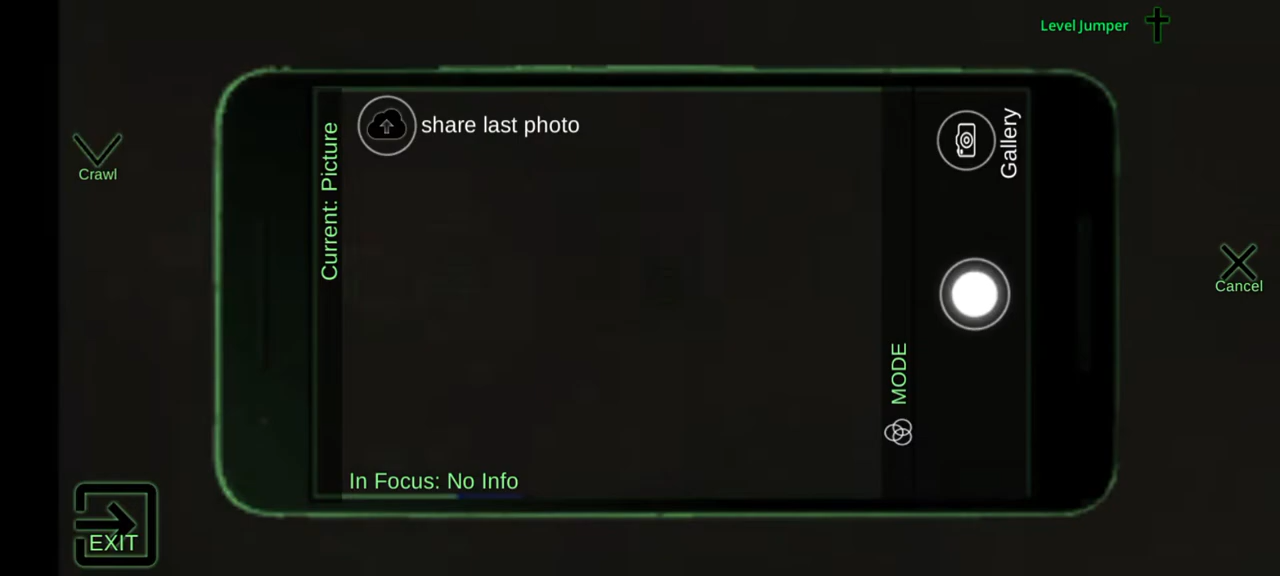 Level Jumper
share last photo
Gallery
Current: Picture
Crawl
Cancel
MODE
In Focus: No Info
EXIT